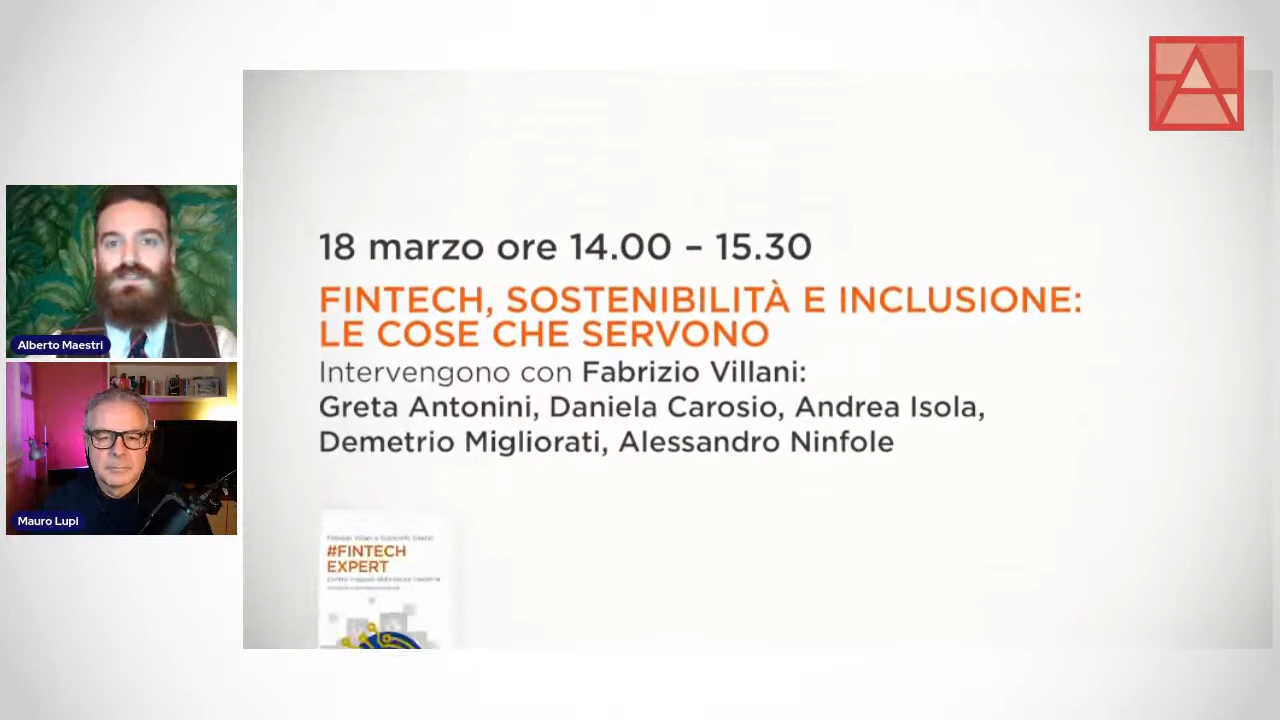 18 marzo ore 14.00 – 15.30
FINTECH, SOSTENIBILITÀ E INCLUSIONE:
LE COSE CHE SERVONO
Intervengono con Fabrizio Villani:
Greta Antonini, Daniela Carosio, Andrea Isola,
Demetrio Migliorati, Alessandro Ninfole
Alberto Maestri
Mauro Lupi
#FINTECH
EXPERT